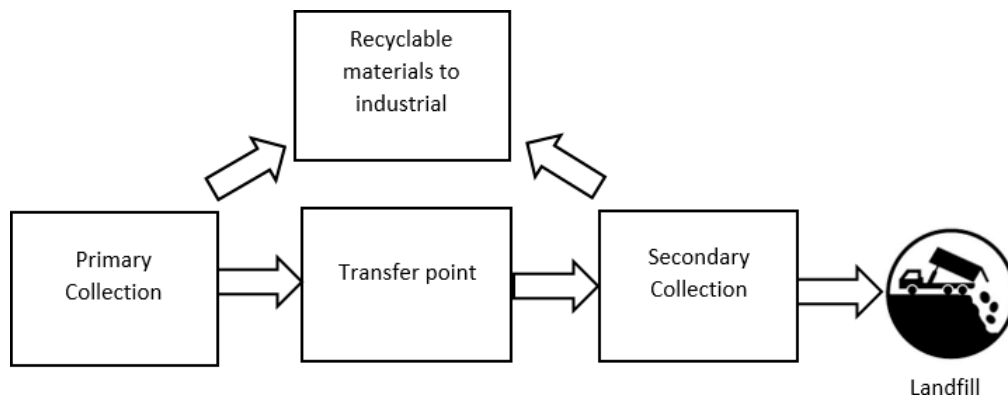 Recyclable
materials to
industrial
Primary
Collection
Transfer point
Secondary
Collection
Landfill